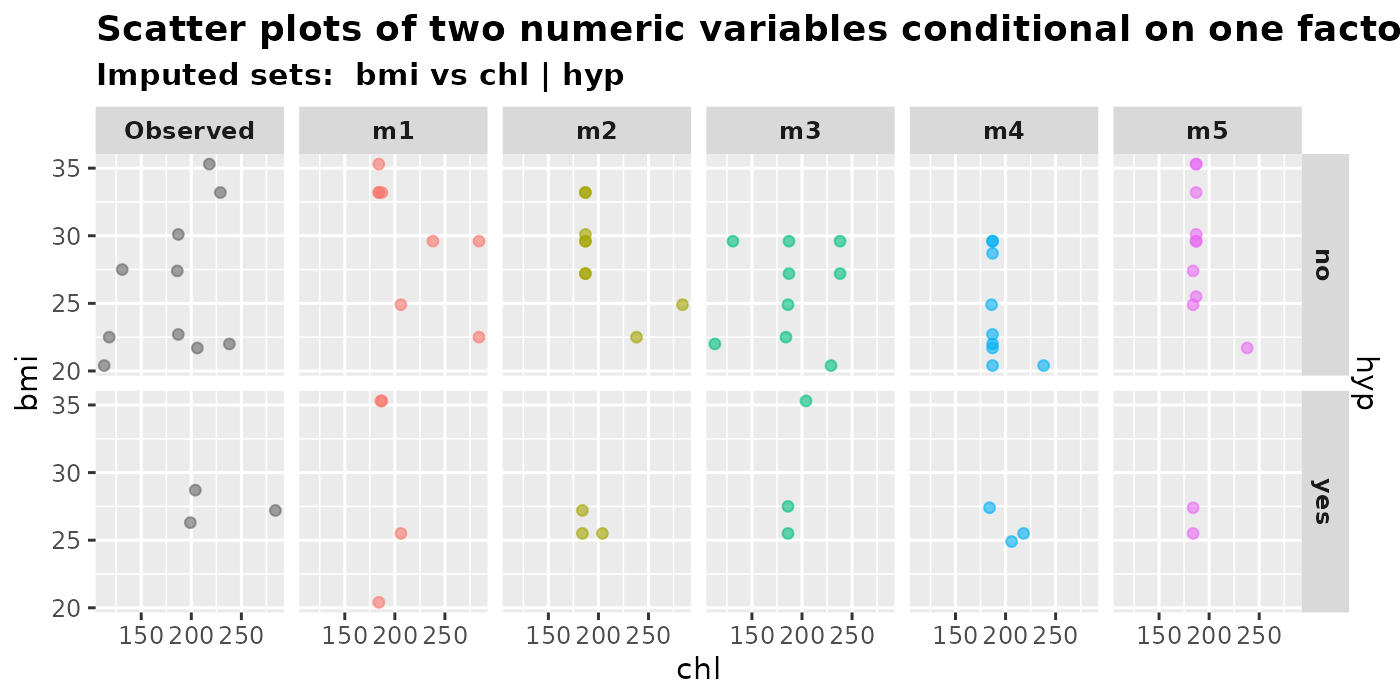 Scatter plots of two numeric variables conditional on one facto
Imputed sets:  bmi vs chl | hyp
Observed m1 m2 m3 m4 m5
35
30
25
20
no
35
30
25
20
yes
bmi
hyp
150 200 250 150 200 250 150 200 250 150 200 250 150 200 250 150 200 250
chl